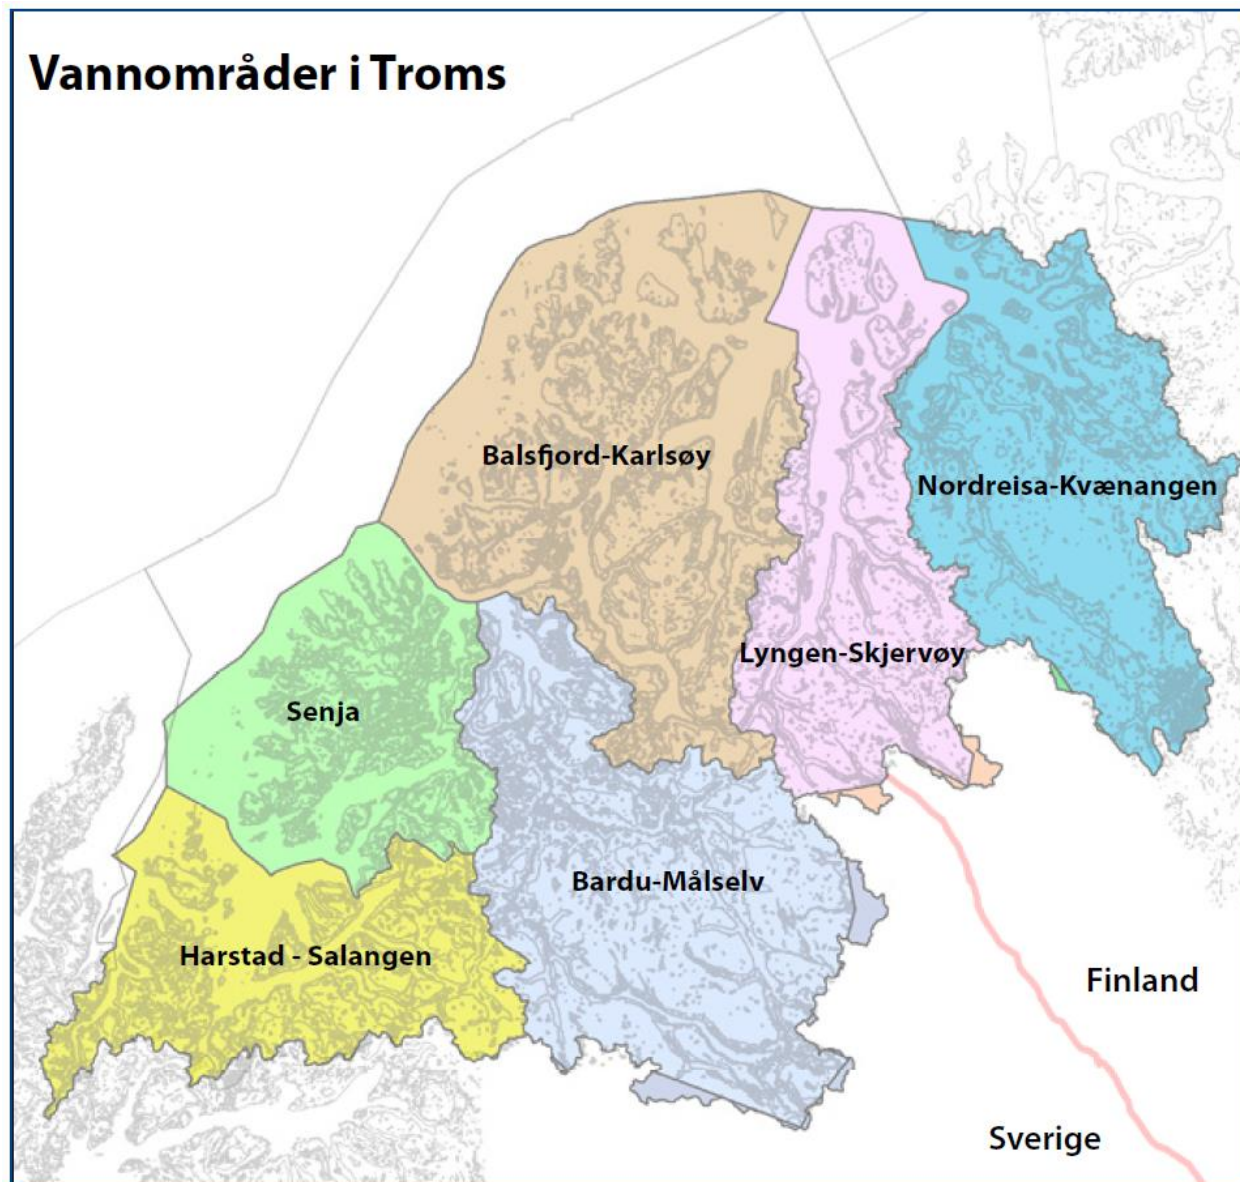 Vannområder i Troms
Balsfjord-Karlsøy
Nordreisa-Kvænangen
Lyngen-Skjervøy
Senja
Bardu-Målselv
Harstad - Salangen
Finland
Sverige